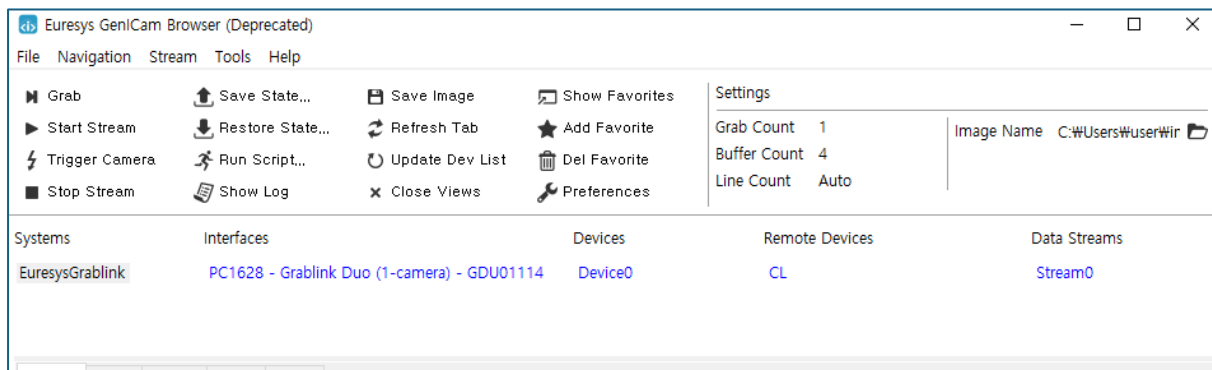 Euresys GenICam Browser (Deprecated)
File Navigation Stream Tools Help
Grab Save State... Save Image Show Favorites Settings
Start Stream Restore State... Refresh Tab Add Favorite Grab Count 1 Image Name C:₩Users₩user₩ir
Trigger Camera Run Script... Update Dev List Del Favorite Buffer Count 4
Stop Stream Show Log Close Views Preferences Line Count Auto
Systems Interfaces Devices Remote Devices Data Streams
EuresysGrablink PC1628 - Grablink Duo (1-camera) - GDU01114 Device0 CL Stream0